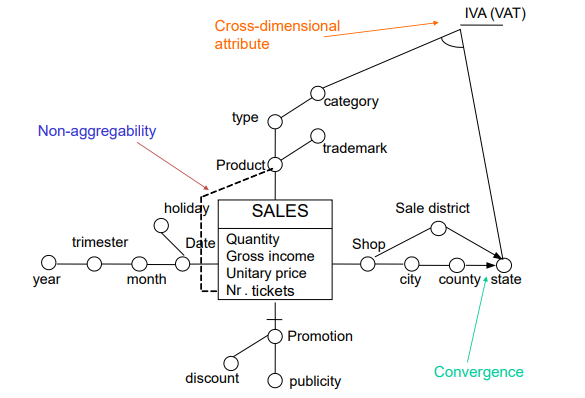 IVA (VAT)
Cross-dimensional
attribute
category
type
Non-aggregability
trademark
Product
holiday
SALES
Sale district
trimester
Date
Quantity
Shop
Gross income
Unitary price
year
month
Nr . tickets
city
county
state
Promotion
discount
publicity
Convergence